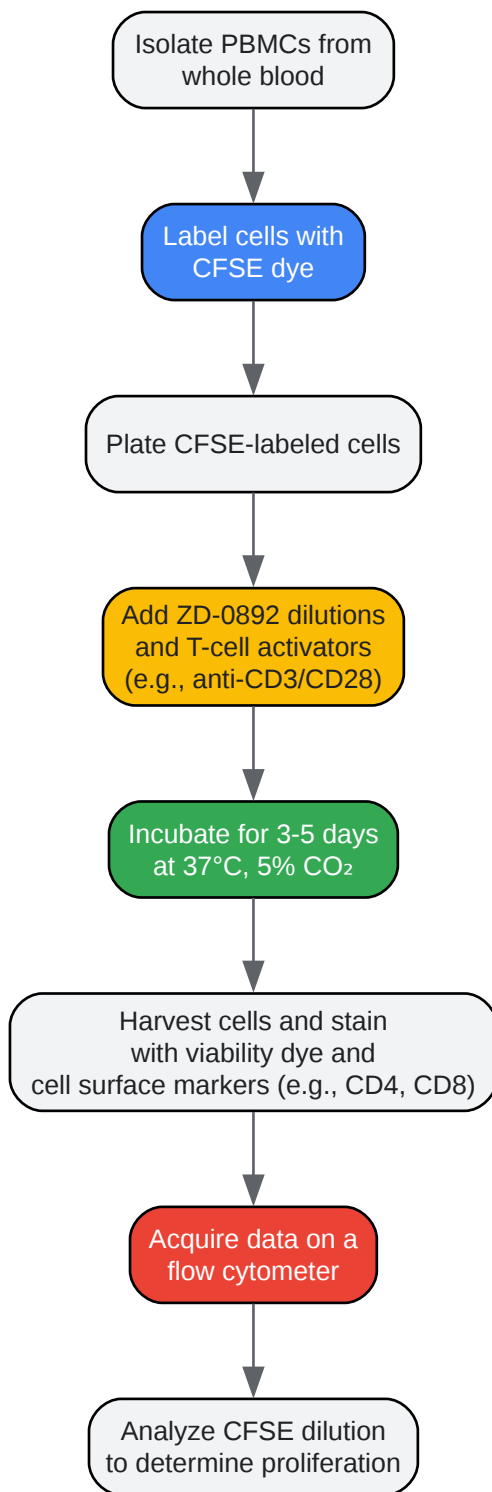 Isolate PBMCs from
whole blood
Label cells with
CFSE dye
Plate CFSE-labeled cells
Add ZD-0892 dilutions
and T-cell activators
(e.g., anti-CD3/CD28)
Incubate for 3-5 days
at 37°C, 5% CO₂
Harvest cells and stain
with viability dye and
cell surface markers (e.g., CD4, CD8)
Acquire data on a
flow cytometer
Analyze CFSE dilution
to determine proliferation